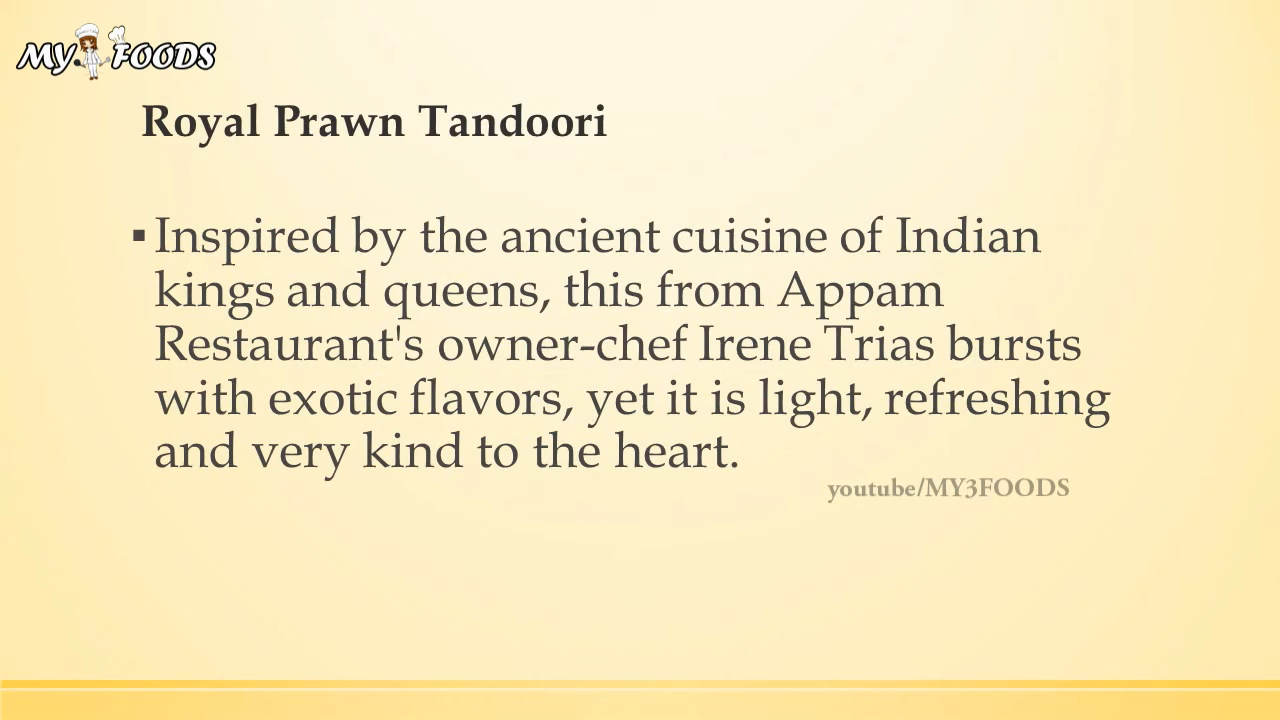 MY FOODS
Royal Prawn Tandoori
▪ Inspired by the ancient cuisine of Indian
kings and queens, this from Appam
Restaurant's owner-chef Irene Trias bursts
with exotic flavors, yet it is light, refreshing
and very kind to the heart.
youtube/MY3FOODS